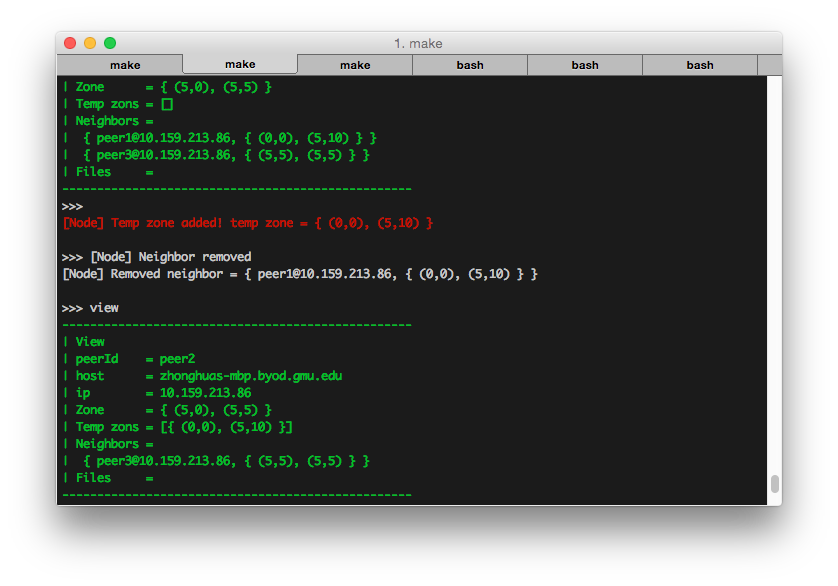 1. make
make make make bash bash bash
| Zone = { (5,0), (5,5) }
| Temp zons = []
| Neighbors =
| { peer1@10.159.213.86, { (0,0), (5,10) } }
| { peer3@10.159.213.86, { (5,5), (5,5) } }
| Files =
--------------------------------------------------
>>>
[Node] Temp zone added! temp zone = { (0,0), (5,10) }
>>> [Node] Neighbor removed
[Node] Removed neighbor = { peer1@10.159.213.86, { (0,0), (5,10) } }
>>> view
--------------------------------------------------
| View
| peerId = peer2
| host = zhonghuas-mbp.byod.gmu.edu
| ip = 10.159.213.86
| Zone = { (5,0), (5,5) }
| Temp zons = [{ (0,0), (5,10) }]
| Neighbors =
| { peer3@10.159.213.86, { (5,5), (5,5) } }
| Files =
--------------------------------------------------